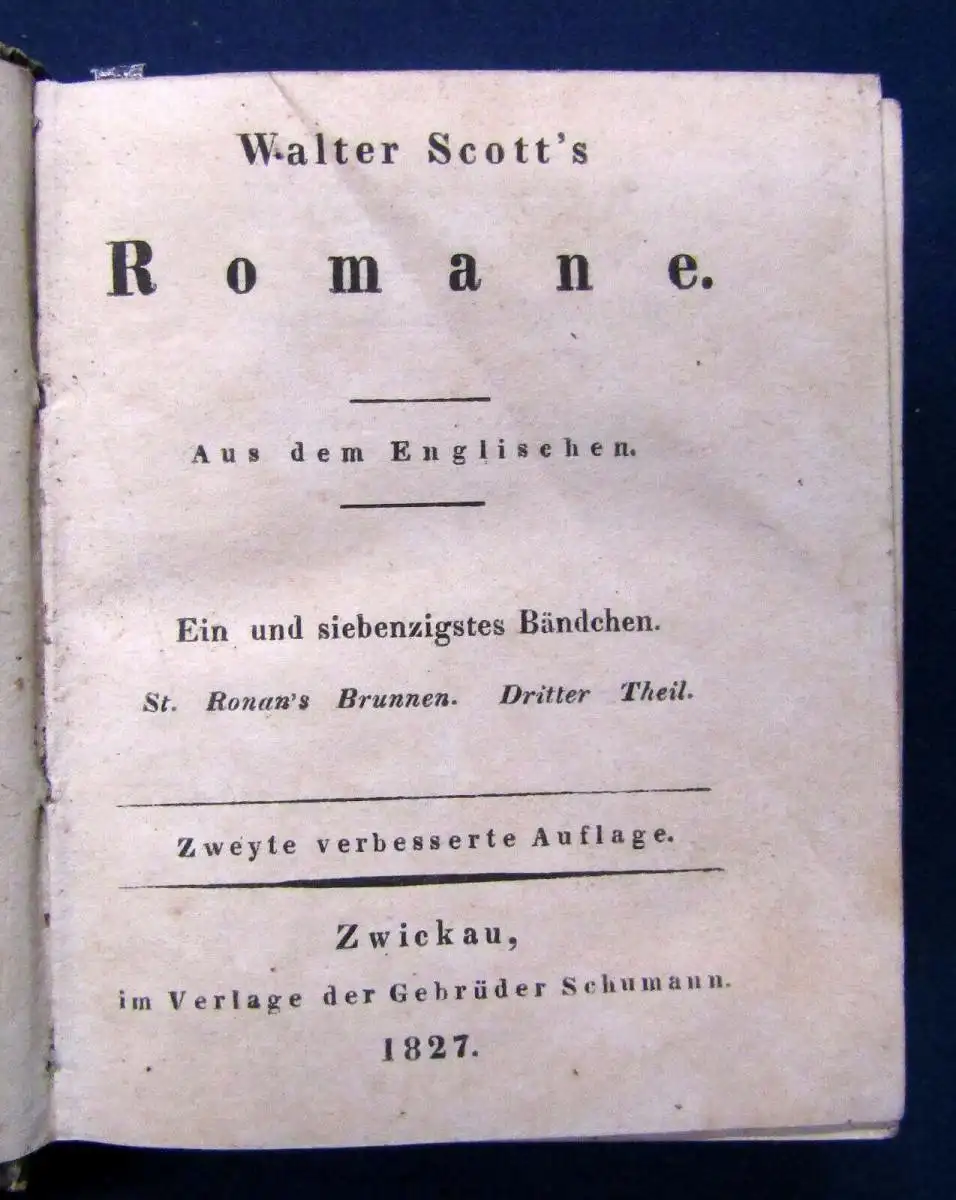 Walter Scott's
Romane.
Aus dem Englischen.
Ein und siebenzigstes Bändchen.
St. Ronan's Brunnen. Dritter Theil.
Zweyte verbesserte Auflage.
Zwickau,
im Verlage der Gebrüder Schumann.
1827.